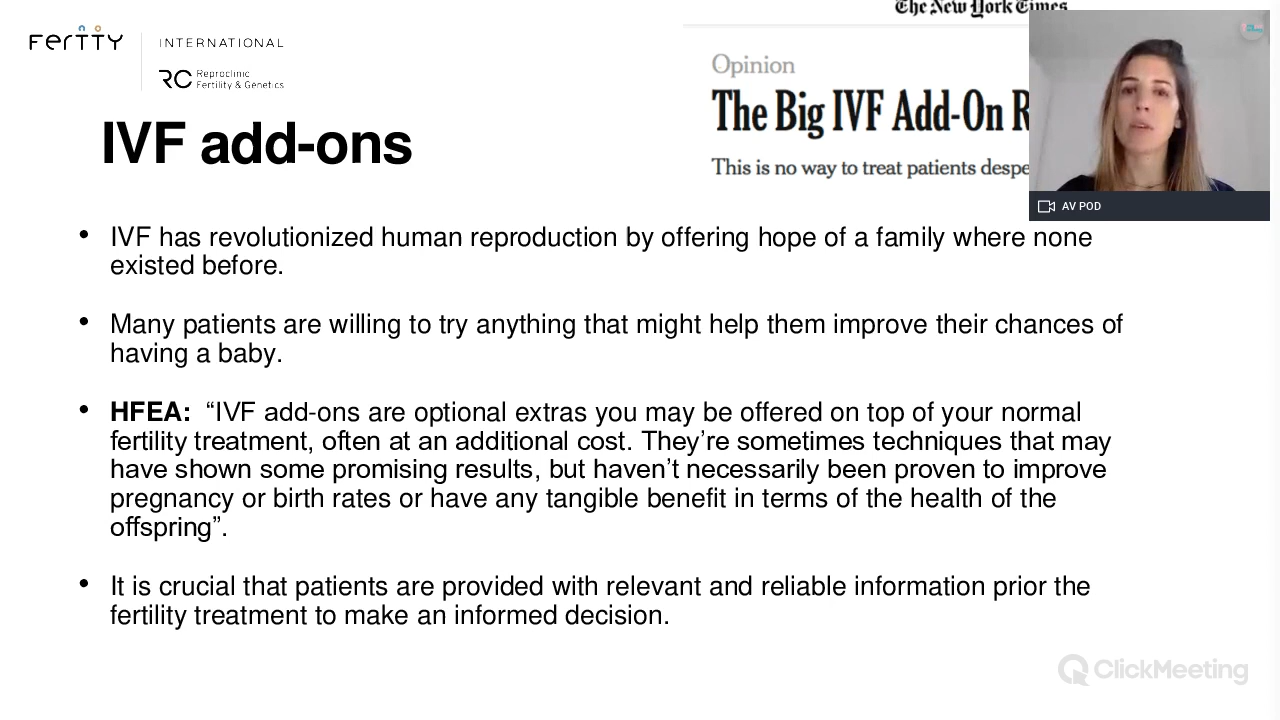 The New York Times
FERTTY
INTERNATIONAL
RC Reproclinic
Fertility & Genetics
Opinion
The Big IVF Add-On R
This is no way to treat patients despe
AV POD
IVF add-ons
• IVF has revolutionized human reproduction by offering hope of a family where none
existed before.
• Many patients are willing to try anything that might help them improve their chances of
having a baby.
• HFEA: “IVF add-ons are optional extras you may be offered on top of your normal
fertility treatment, often at an additional cost. They’re sometimes techniques that may
have shown some promising results, but haven’t necessarily been proven to improve
pregnancy or birth rates or have any tangible benefit in terms of the health of the
offspring”.
• It is crucial that patients are provided with relevant and reliable information prior the
fertility treatment to make an informed decision.
ClickMeeting